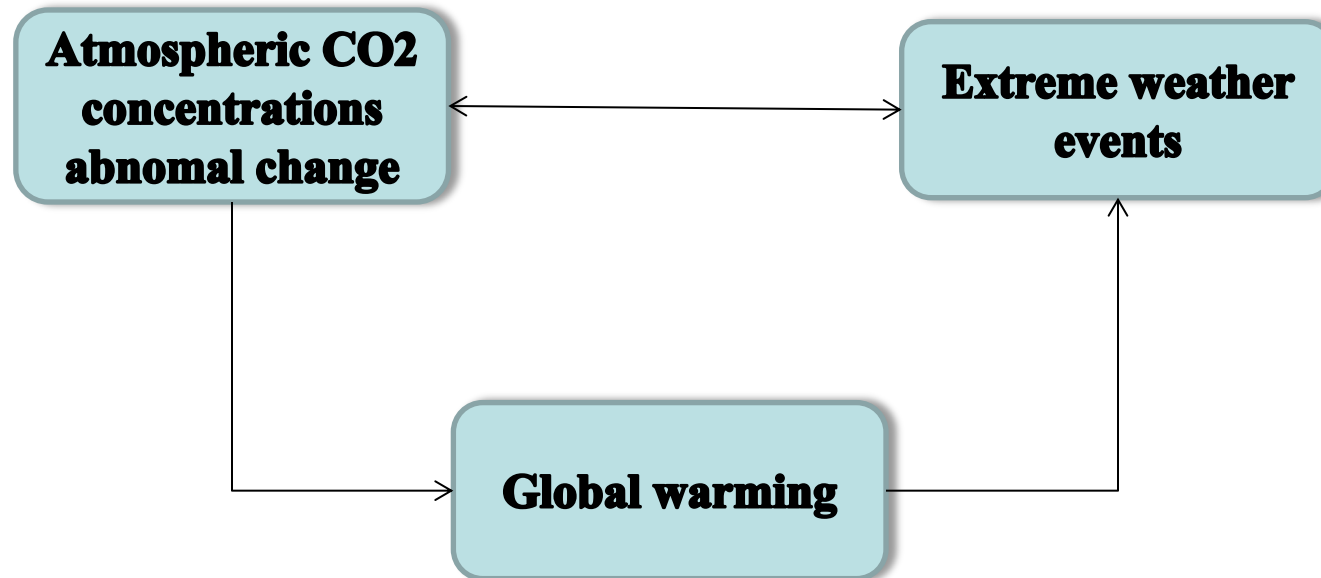 Atmospheric CO2
concentrations
abnomal change
Extreme weather
events
Global warming